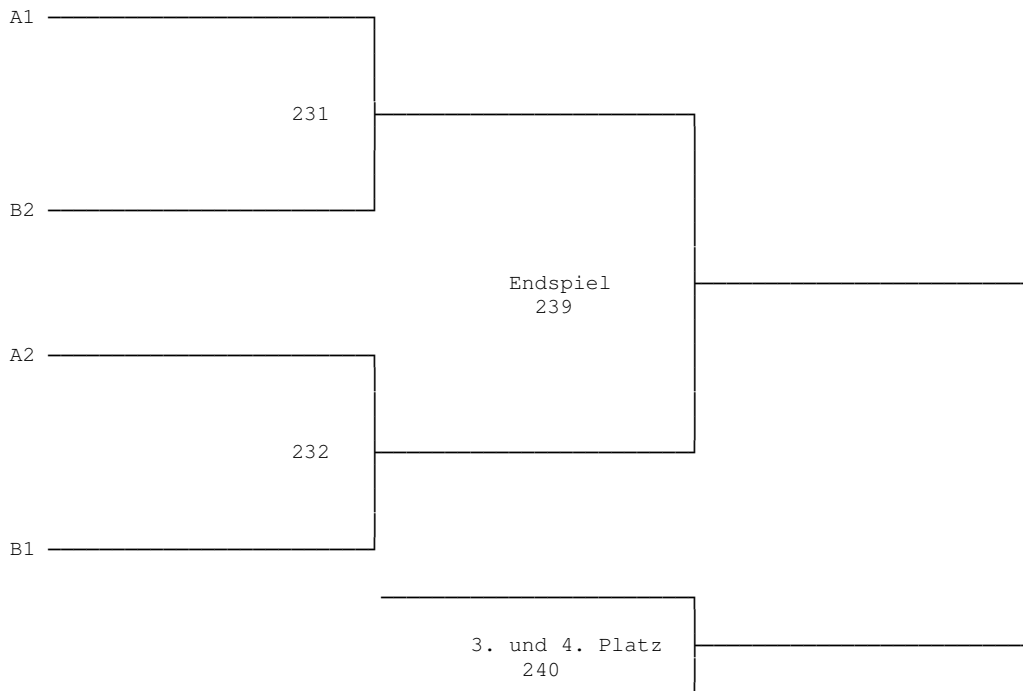 A1
231
B2
Endspiel
239
A2
232
B1
3. und 4. Platz
240